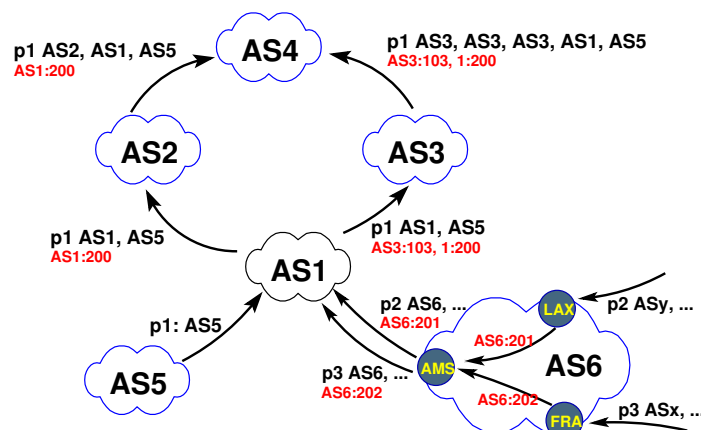 p1 AS2, AS1, AS5
AS1:200
AS4
p1 AS3, AS3, AS3, AS1, AS5
AS3:103, 1:200
AS2
AS3
p1 AS1, AS5
AS1:200
p1 AS1, AS5
AS3:103, 1:200
AS1
p1: AS5
AS5
p2 AS6, ...
AS6:201
p3 AS6, ...
AS6:202
LAX
p2 ASy, ...
AS6:201
AMS
AS6
AS6:202
FRA
p3 ASx, ...